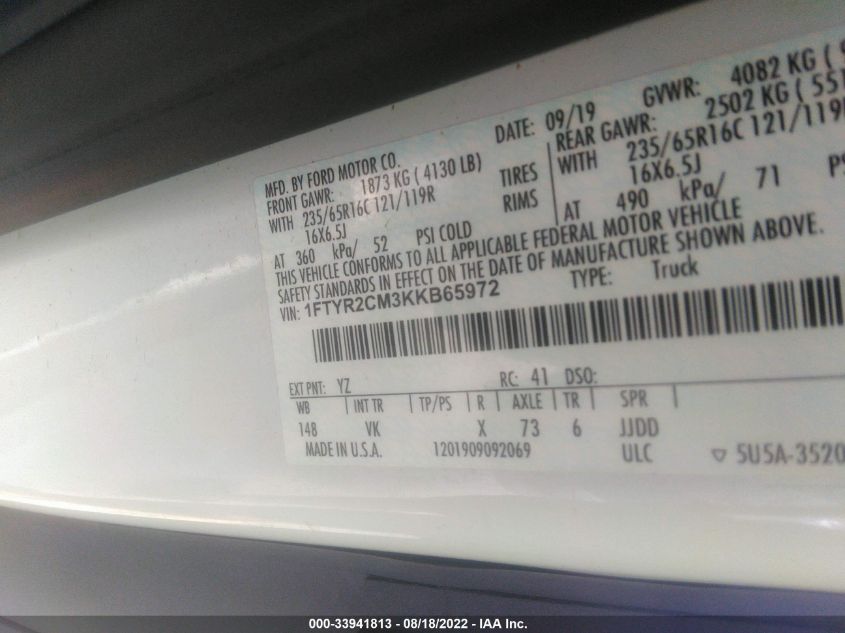 MFD. BY FORD MOTOR CO. DATE: 09/19 GVWR: 4082 KG (
FRONT GAWR: 1873 KG ( 4130 LB) REAR GAWR: 2502 KG ( 551
WITH 235/65R16C 121/119R TIRES WITH 235/65R16C 121/119
16X6.5J RIMS 16X6.5J
AT 360 kPa/ 52 PSI COLD AT 490 kPa/ 71 PS
THIS VEHICLE CONFORMS TO ALL APPLICABLE FEDERAL MOTOR VEHICLE
SAFETY STANDARDS IN EFFECT ON THE DATE OF MANUFACTURE SHOWN ABOVE.
VIN: 1FTYR2CM3KKB65972 TYPE: Truck
EXT PNT: YZ RC: 41 DSO:
WB INT TR TP/PS R AXLE TR SPR
148 VK X 73 6 JJDD
MADE IN U.S.A. 1201909092069 ULC 5U5A-3520
000-33941813 - 08/18/2022 - IAA Inc.